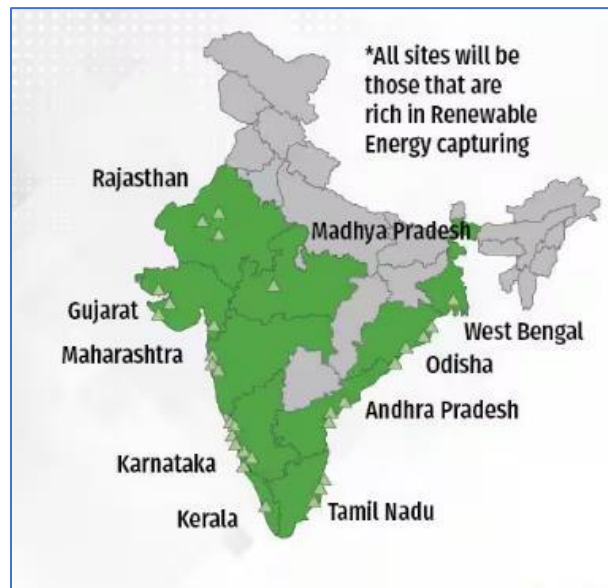 *All sites will be
those that are
rich in Renewable
Energy capturing
Rajasthan
Madhya Pradesh
Gujarat
West Bengal
Maharashtra
Odisha
Andhra Pradesh
Karnataka
Kerala
Tamil Nadu